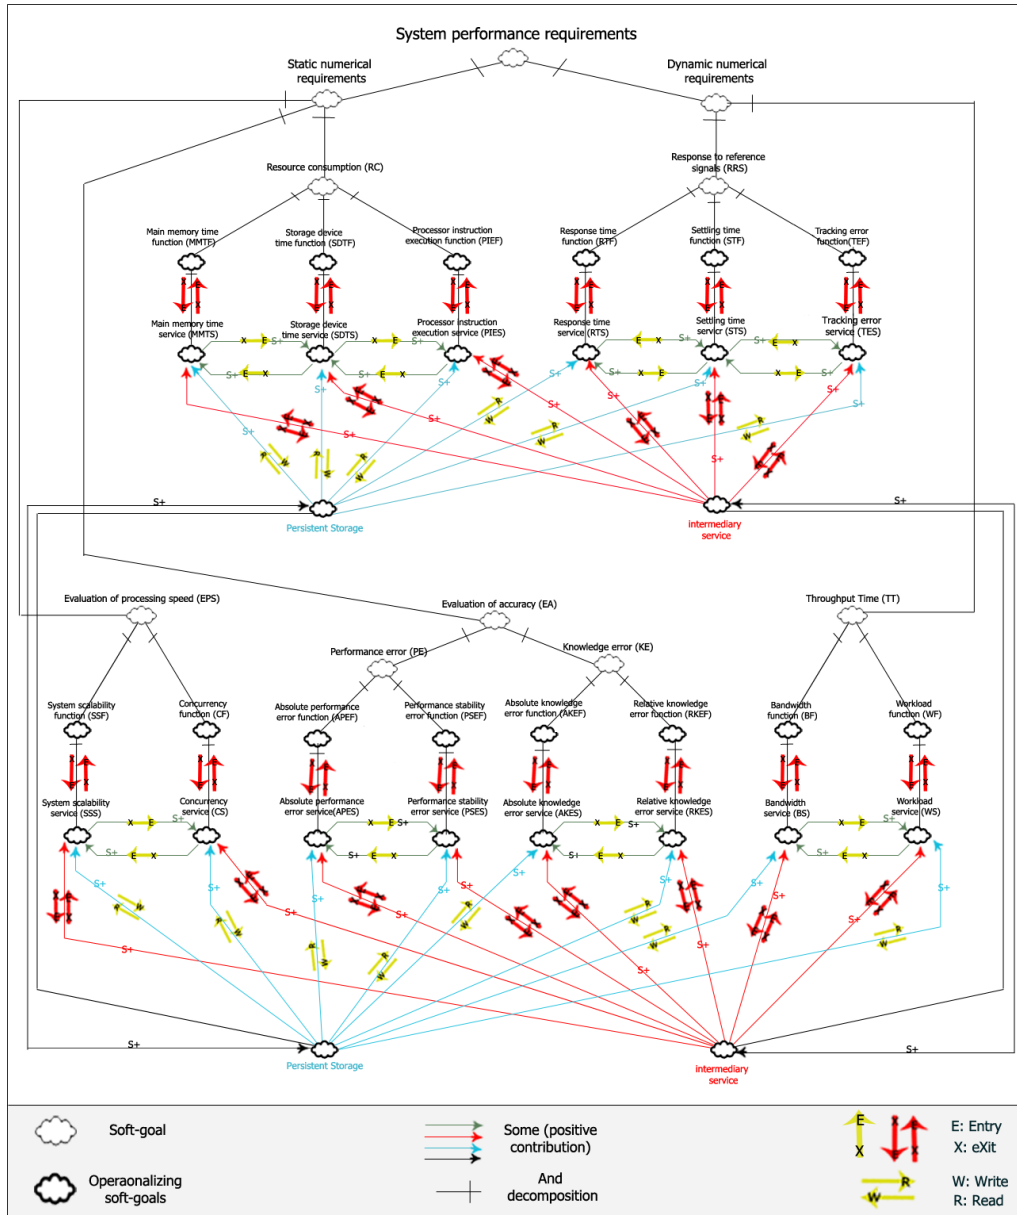 System performance requirements
Static numerical
requirements
Dynamic numerical
requirements
Resource consumption (RC)
Response to reference
signals (RRS)
Main memory time
function (MMTF)
Storage device
time function (SDTF)
Processor instruction
execution function (PIEF)
Response time
function (RTF)
Settling time
function (STF)
Tracking error
function(TEF)
X E
E X
X E
E X
X E
E X
X E
E X
X E
E X
X E
E X
Main memory time
service (MMTS)
Storage device
time service (SDTS)
Processor instruction
execution service (PIES)
Response time
service (RTS)
Settling time
servicr (STS)
Tracking error
service (TES)
X E S+
X E S+
E X S+
E X S+
S+ E X
S+ E X
S+ X E
S+ X E
S+ S+ S+ S+ S+ S+
S+ S+ S+ S+ S+ S+
R W
R W
W R
W R
W R
W R
S+
S+
Persistent Storage
intermediary
service
Evaluation of processing speed (EPS)
Evaluation of accuracy (EA)
Throughput Time (TT)
Performance error (PE)
Knowledge error (KE)
System scalability
function (SSF)
Concurrency
function (CF)
Absolute performance
error function (APEF)
Performance stability
error function (PSEF)
Absolute knowledge
error function (AKEF)
Relative knowledge
error function (RKEF)
Bandwidth
function (BF)
Workload
function (WF)
X E
E X
X E
E X
X E
E X
X E
E X
X E
E X
X E
E X
X E
E X
X E
E X
System scalability
service (SSS)
Concurrency
service (CS)
Absolute performance
error service(APES)
Performance stability
error service (PSES)
Absolute knowledge
error service (AKES)
Relative knowledge
error service (RKES)
Bandwidth
service (BS)
Workload
service (WS)
X E S+
X E S+
X E S+
X E S+
S+ E X
S+ E X
S+ E X
S+ E X
S+ S+ S+ S+ S+ S+ S+ S+
S+ S+ S+ S+ S+ S+ S+ S+
R W
R W
R W
W R
W R
W R
W R
W R
S+
S+
Persistent Storage
intermediary
service
Soft-goal
Some (positive
contribution)
E
X
X E
E X
E: Entry
X: eXit
Operaonalizing
soft-goals
And
decomposition
R
W
W: Write
R: Read